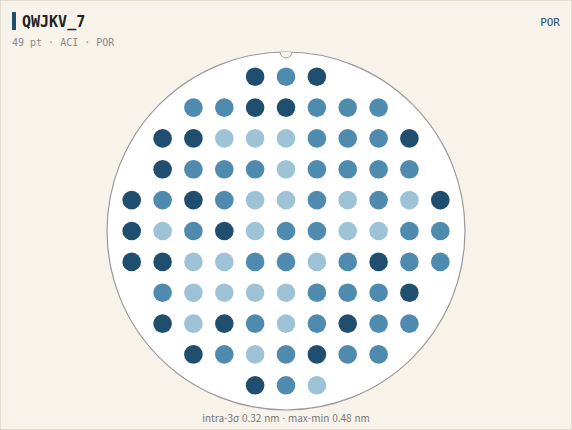 QWJKV_7
POR
49 pt · ACI · POR
intra-3σ 0.32 nm · max-min 0.48 nm